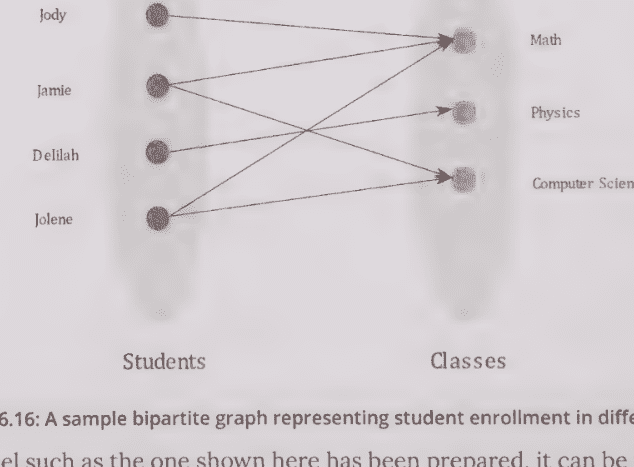 Jody
Math
Jamie
Physics
Delilah
Computer Scien
Jolene
Students Classes
6.16: A sample bipartite graph representing student enrollment in diffe
el such as the one shown here has been prepared, it can be